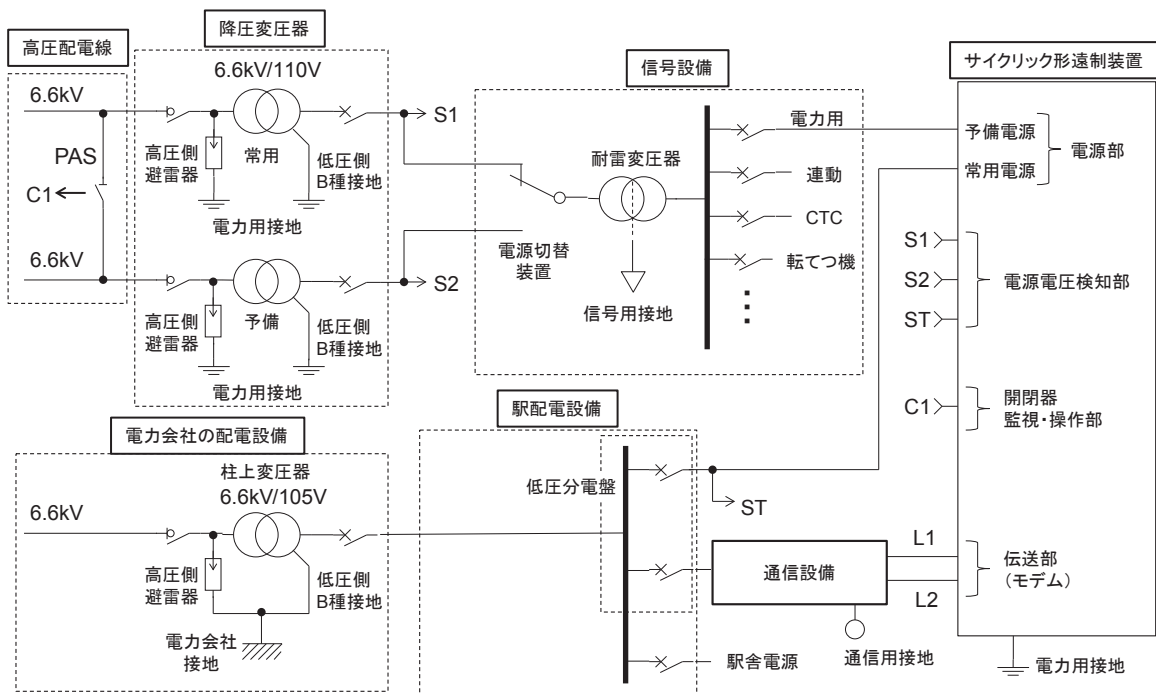 高圧配電線
6.6kV
PAS
C1
6.6kV
降圧変圧器
6.6kV/110V
高圧側
避雷器
常用
低圧側
B種接地
電力用接地
S1
高圧側
避雷器
予備
低圧側
B種接地
電力用接地
S2
信号設備
電源切替
装置
耐雷変圧器
信号用接地
電力用
連動
CTC
転てつ機
サイクリック形遠制装置
予備電源
常用電源
電源部
S1
S2
ST
電源電圧検知部
C1
開閉器
監視・操作部
L1
L2
伝送部
(モデム)
電力用接地
電力会社の配電設備
柱上変圧器
6.6kV/105V
6.6kV
高圧側
避雷器
低圧側
B種接地
電力会社
接地
駅配電設備
低圧分電盤
ST
通信設備
通信用接地
駅舎電源